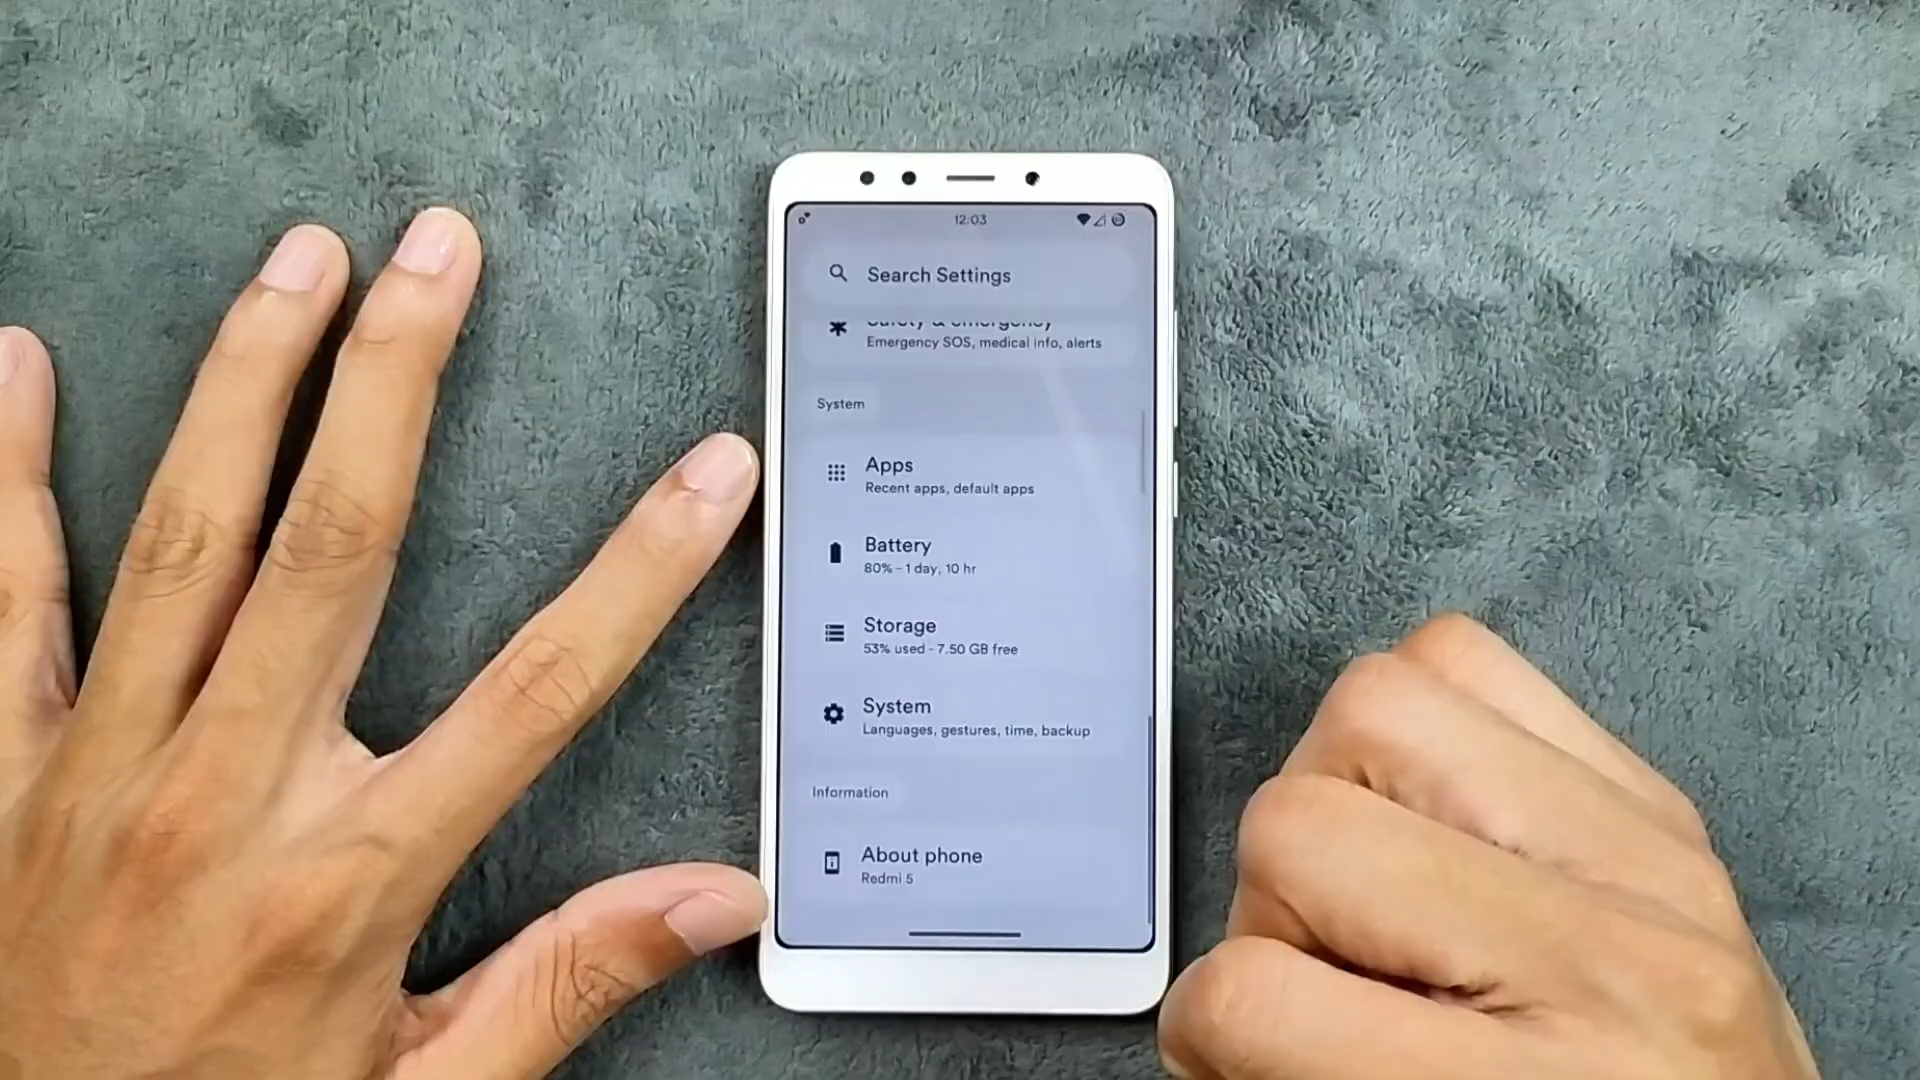 12:03
Search Settings
Safety & emergency
Emergency SOS, medical info, alerts
System
Apps
Recent apps, default apps
Battery
80% - 1 day, 10 hr
Storage
53% used - 7.50 GB free
System
Languages, gestures, time, backup
Information
About phone
Redmi 5